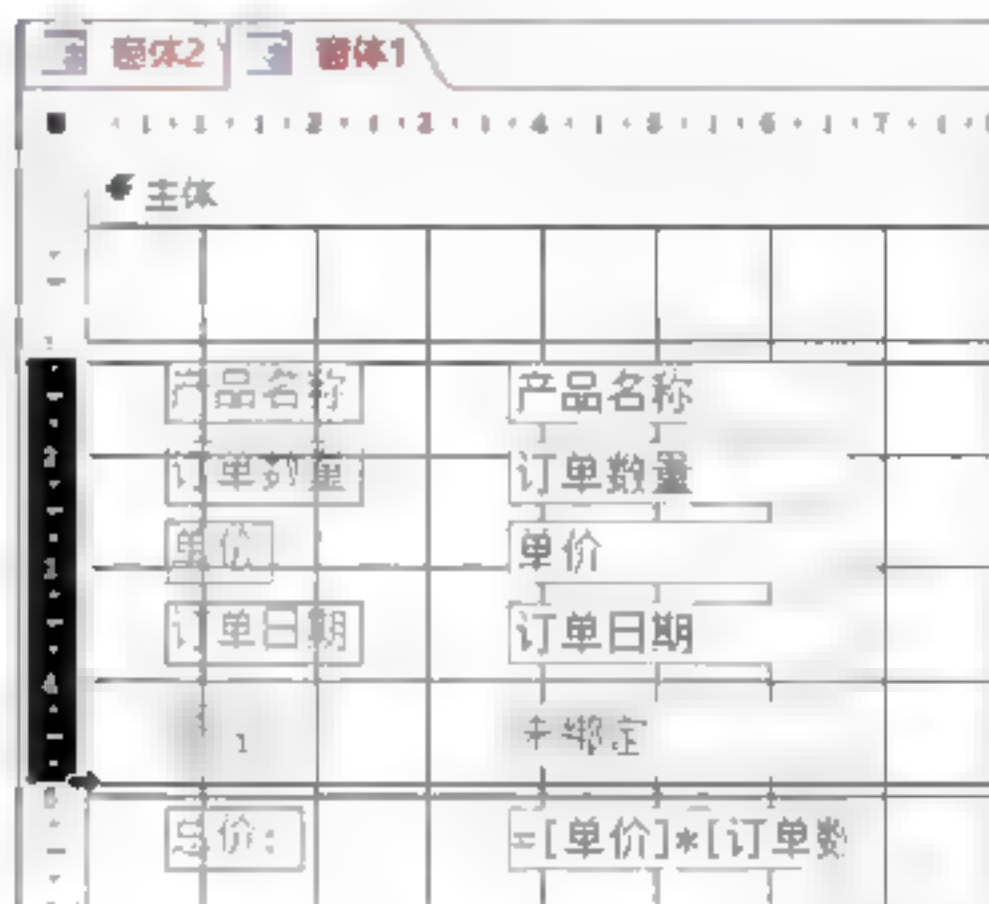 窗体2 窗体1
主体
产品名称 产品名称
订单数量 订单数量
单价 单价
订单日期 订单日期
未绑定
总价: =[单价]*[订单数